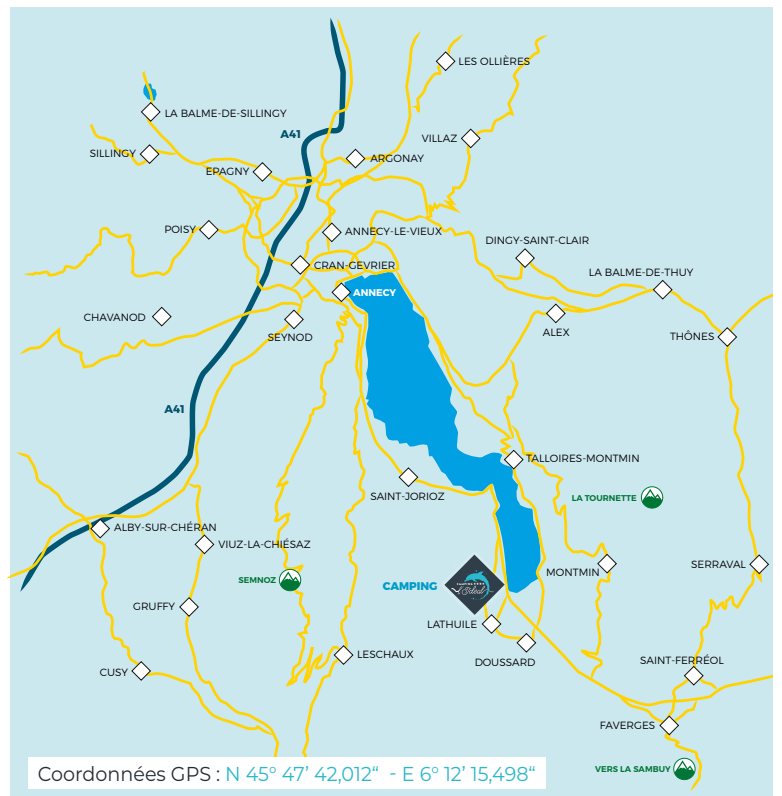 LES OLLIÈRES
LA BALME-DE-SILLINGY
A41
VILLAZ
SILLINGY
ARGONAY
EPAGNY
POISY
ANNECY-LE-VIEUX
DINGY-SAINT-CLAIR
CRAN-GEVRIER
LA BALME-DE-THUY
ANNECY
CHAVANOD
SEYNOD
ALEX
THÔNES
A41
TALLOIRES-MONTMIN
SAINT-JORIOZ
LA TOURNETTE
ALBY-SUR-CHÉRAN
VIUZ-LA-CHIÉSAZ
SEMNOZ
CAMPING
l'Idéal
MONTMIN
SERRAVAL
GRUFFY
LATHUILE
LESCHAUX
DOUSSARD
SAINT-FERRÉOL
CUSY
FAVERGES
VERS LA SAMBUY
Coordonnées GPS : N 45° 47’ 42,012“ - E 6° 12’ 15,498“